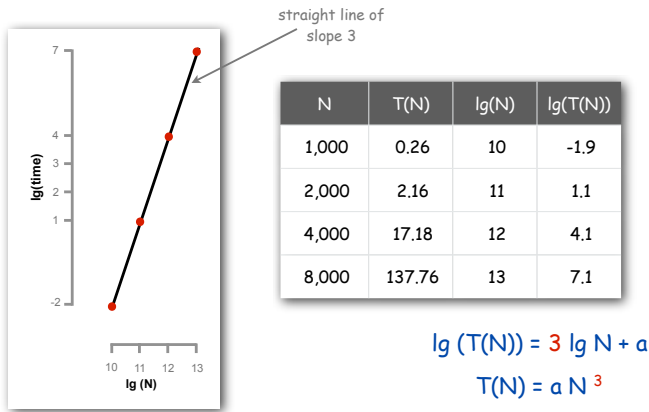 straight line of
slope 3
7
4
3
2
1
-2
lg(time)
10 11 12 13
lg (N)
N T(N) lg(N) lg(T(N))
1,000 0.26 10 -1.9
2,000 2.16 11 1.1
4,000 17.18 12 4.1
8,000 137.76 13 7.1
lg (T(N)) = 3 lg N + a
T(N) = a N 3